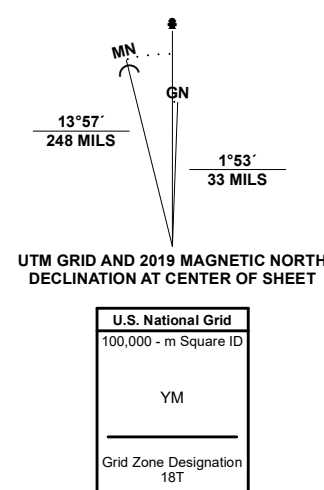 MN
GN
13°57´
248 MILS
1°53´
33 MILS
UTM GRID AND 2019 MAGNETIC NORTH
DECLINATION AT CENTER OF SHEET
U.S. National Grid
100,000 - m Square ID
YM
Grid Zone Designation
18T